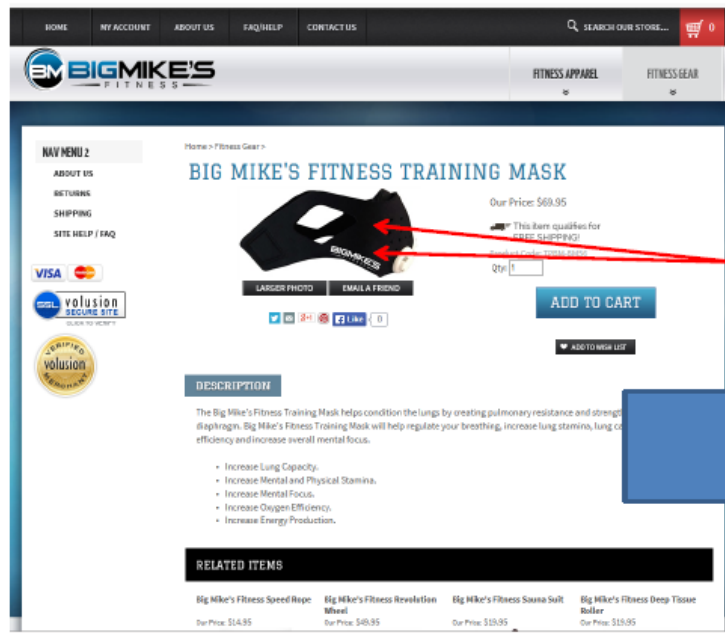 HOME MY ACCOUNT ABOUT US FAQ/HELP CONTACT US SEARCH OUR STORE... 0
BM BIGMIKE'S
FITNESS
FITNESS APPAREL FITNESS GEAR
NAV MENU 2
ABOUT US
RETURNS
SHIPPING
SITE HELP / FAQ
VISA MasterCard
SSL volusion
SECURE SITE
CLICK TO VERIFY
VERIFIED
volusion
MERCHANT
Home > Fitness Gear >
BIG MIKE'S FITNESS TRAINING MASK
BIGMIKE'S
LARGER PHOTO EMAIL A FRIEND
Like 0
Our Price: $69.95
This item qualifies for
FREE SHIPPING!
Product Code:
Qty: 1
ADD TO CART
ADD TO WISH LIST
DESCRIPTION
The Big Mike's Fitness Training Mask helps condition the lungs by creating pulmonary resistance and
diaphragm. Big Mike's Fitness Training Mask will help regulate your breathing, increase lung stamina, lung
efficiency and increase overall mental focus.
• Increase Lung Capacity.
• Increase Mental and Physical Stamina.
• Increase Mental Focus.
• Increase Oxygen Efficiency.
• Increase Energy Production.
RELATED ITEMS
Big Mike's Fitness Speed Rope Big Mike's Fitness Revolution Big Mike's Fitness Sauna Suit Big Mike's Fitness Deep Tissue
Wheel Roller
Our Price: $14.95 Our Price: $49.95 Our Price: $19.95 Our Price: $19.95